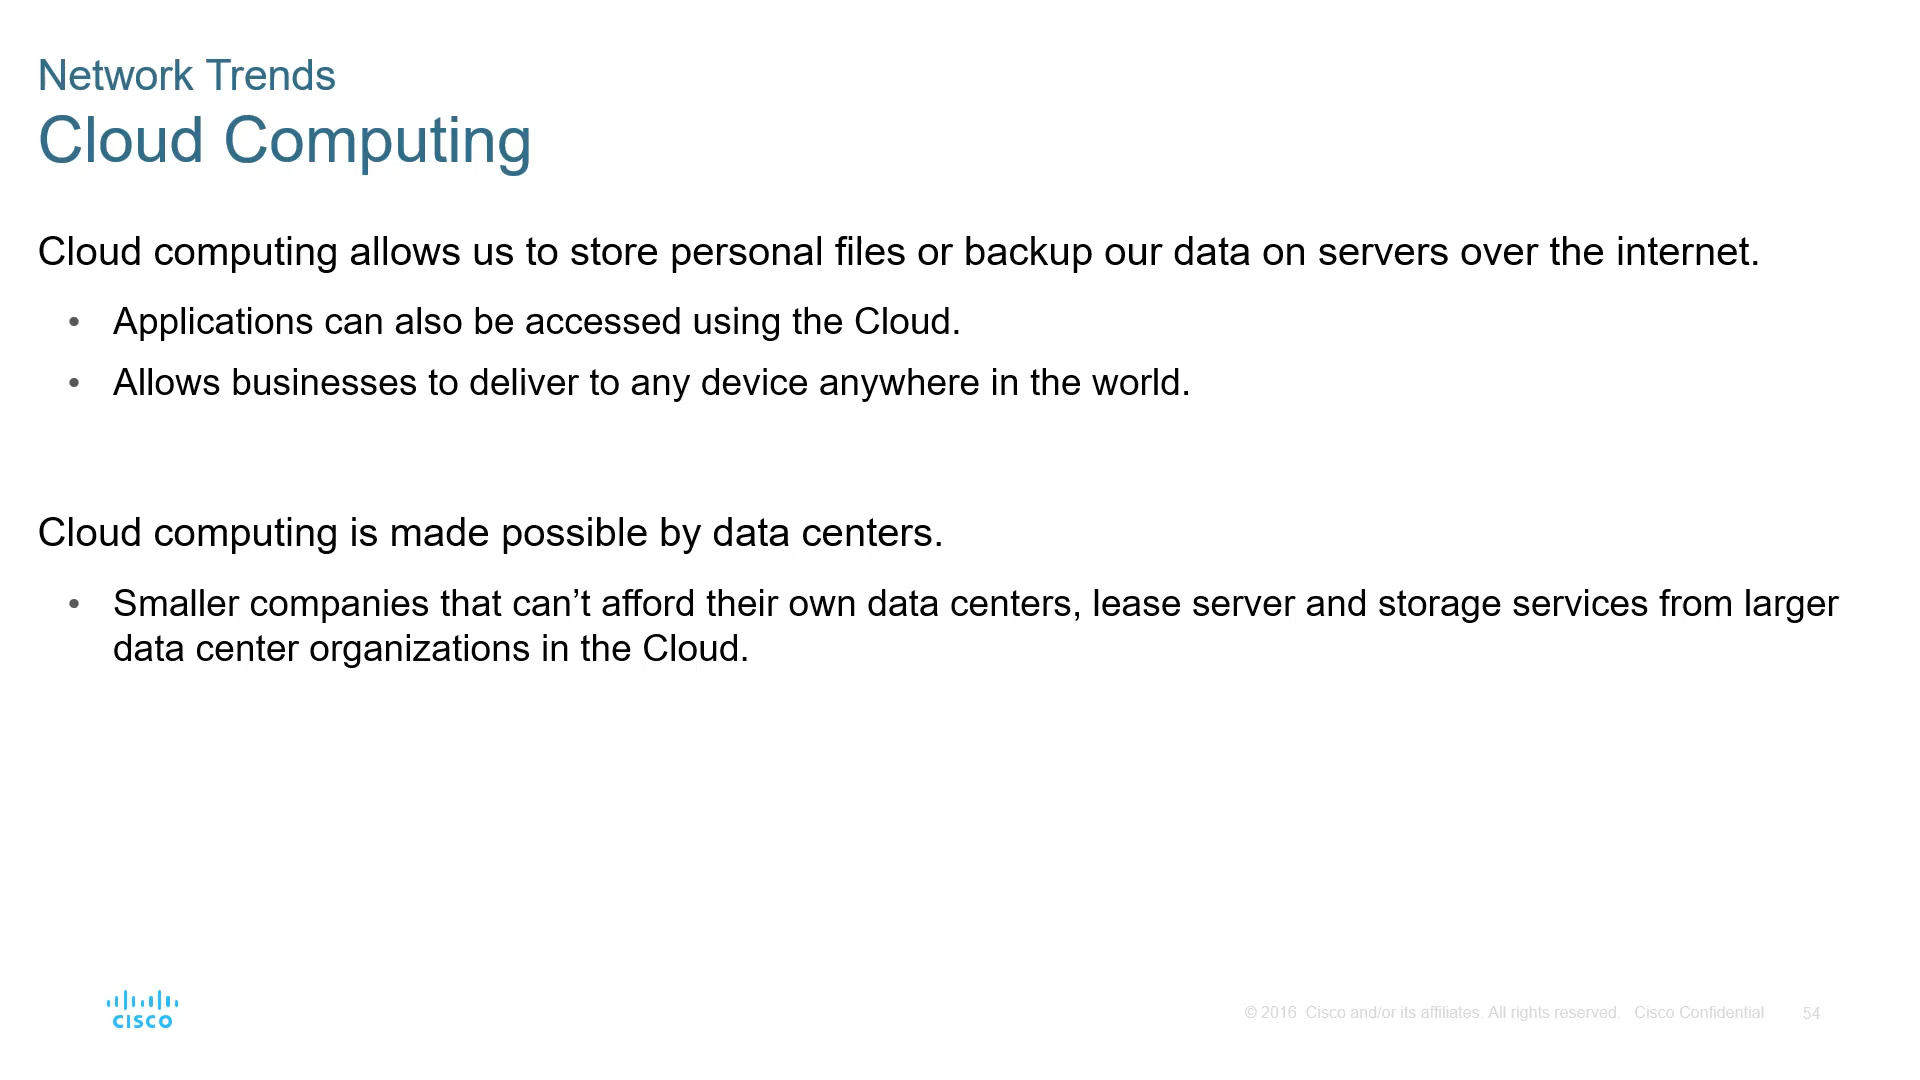 Network Trends
Cloud Computing
Cloud computing allows us to store personal files or backup our data on servers over the internet.
• Applications can also be accessed using the Cloud.
• Allows businesses to deliver to any device anywhere in the world.
Cloud computing is made possible by data centers.
• Smaller companies that can’t afford their own data centers, lease server and storage services from larger
data center organizations in the Cloud.
CISCO
© 2016 Cisco and/or its affiliates. All rights reserved. Cisco Confidential 54